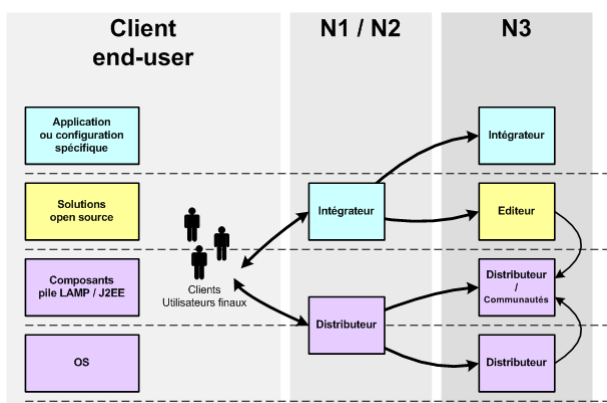 Client
end-user
N1 / N2
N3
Application
ou configuration
spécifique
Intégrateur
Solutions
open source
Intégrateur
Editeur
Clients
Utilisateurs finaux
Composants
pile LAMP / J2EE
Distributeur
/
Communautés
Distributeur
OS
Distributeur